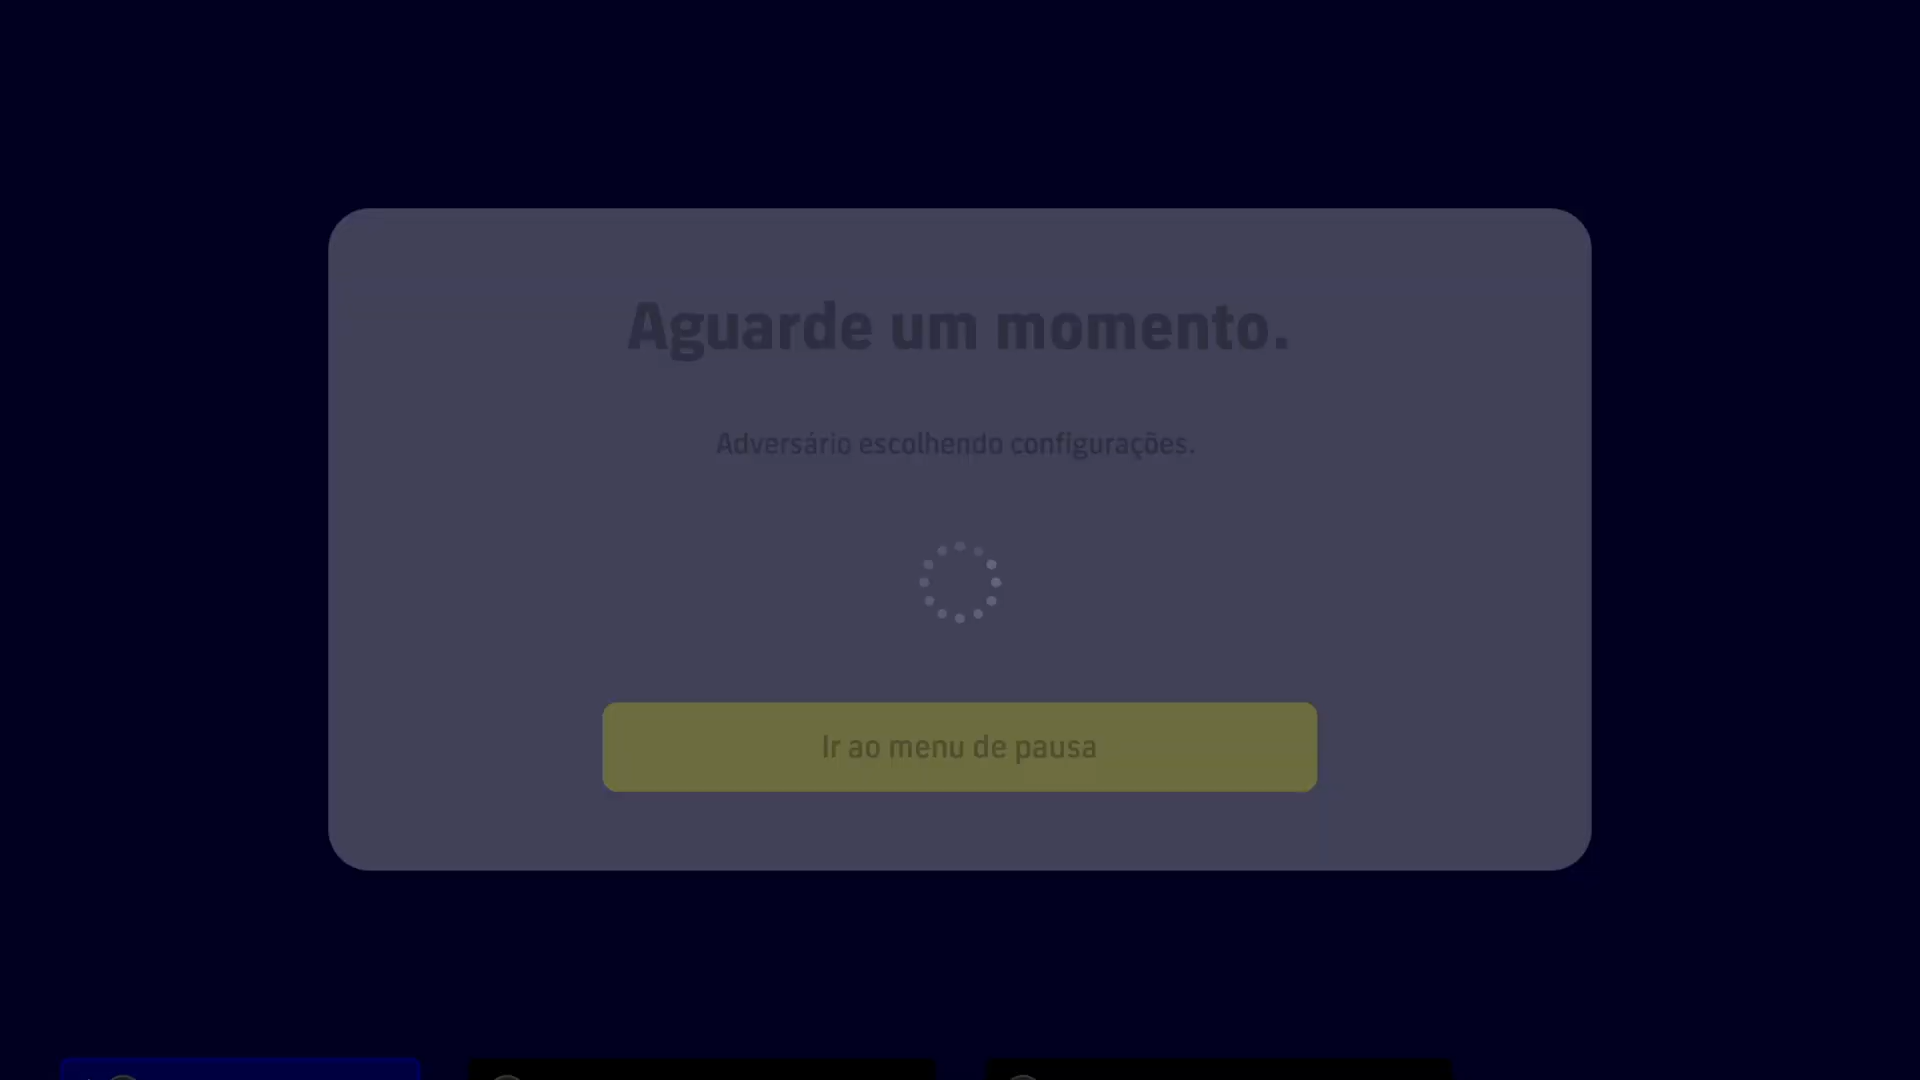 Aguarde um momento.
Adversário escolhendo configurações.
Ir ao menu de pausa